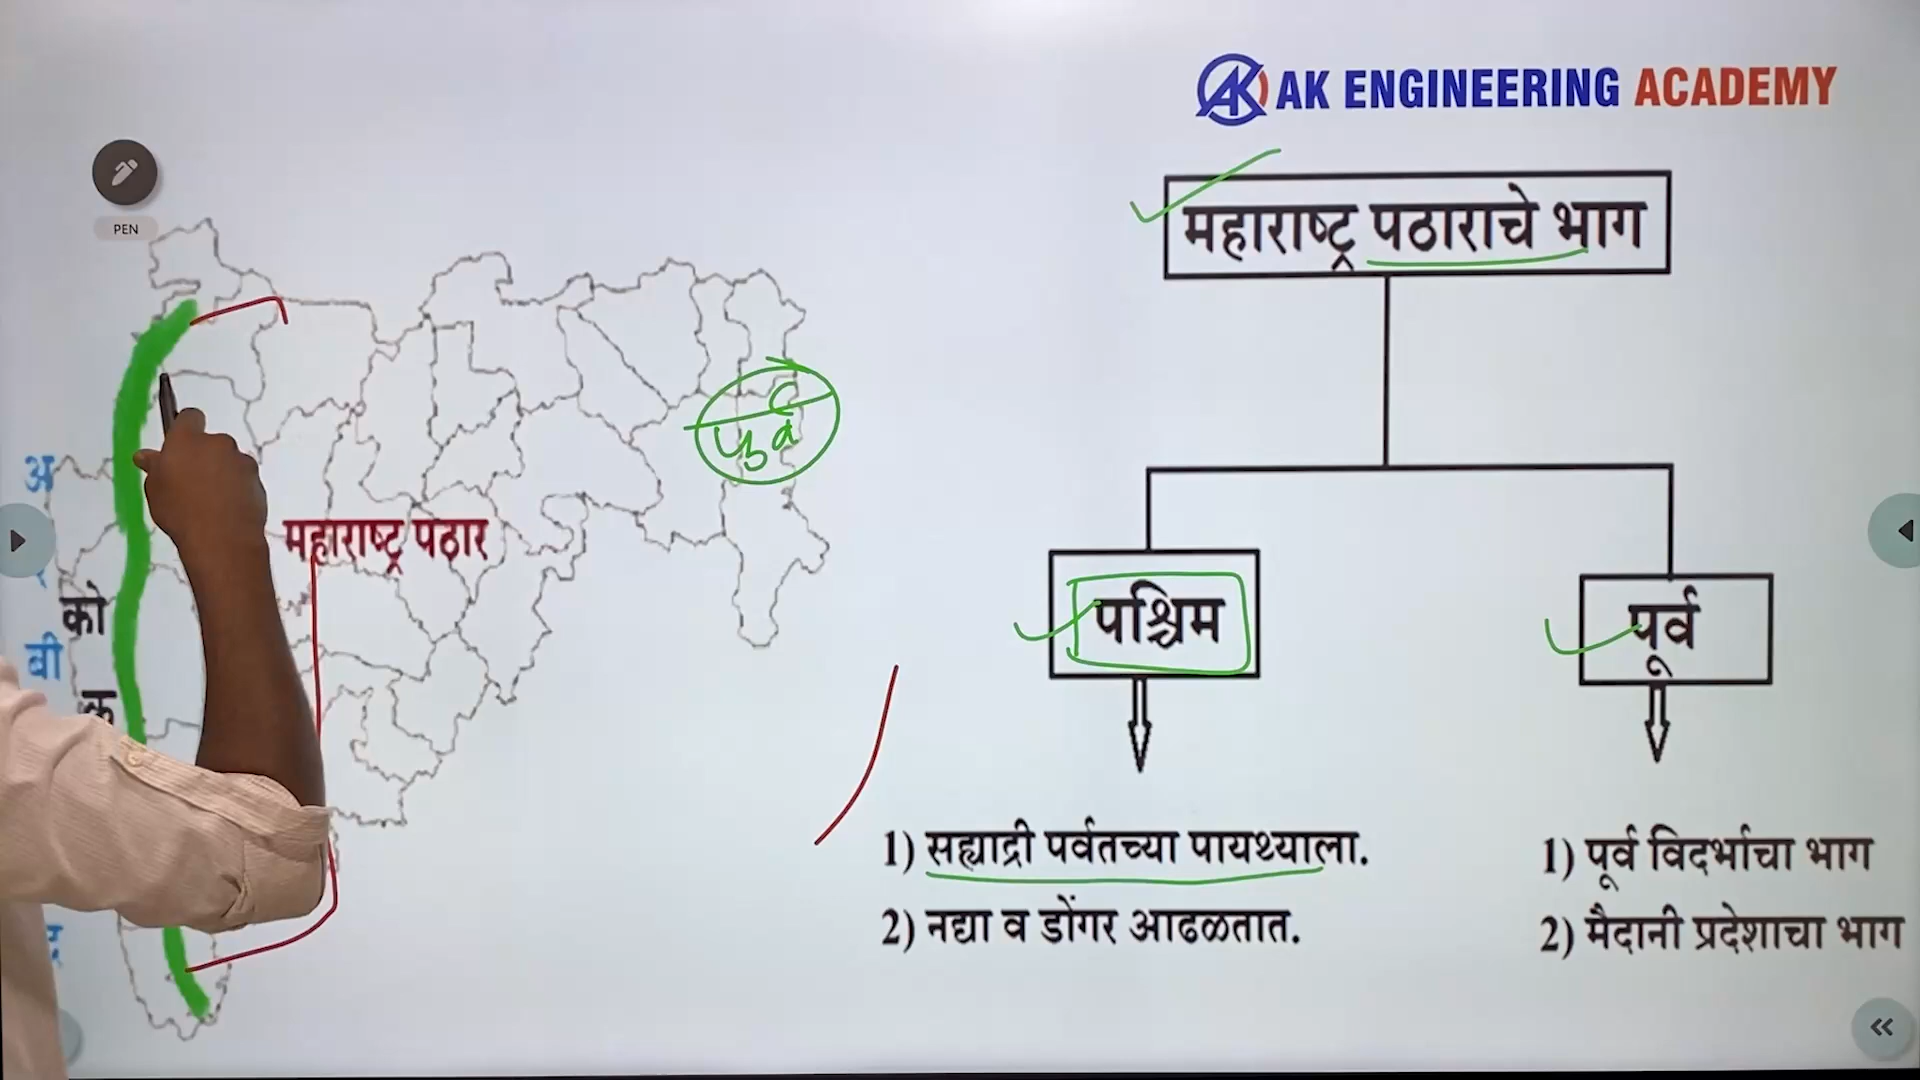 AK ENGINEERING ACADEMY
PEN
महाराष्ट्र पठाराचे भाग
पूर्व
अ
महाराष्ट्र पठार
को
बी
क
पश्चिम
पूर्व
1) सह्याद्री पर्वतच्या पायथ्याला.
2) नद्या व डोंगर आढळतात.
1) पूर्व विदर्भाचा भाग
2) मैदानी प्रदेशाचा भाग